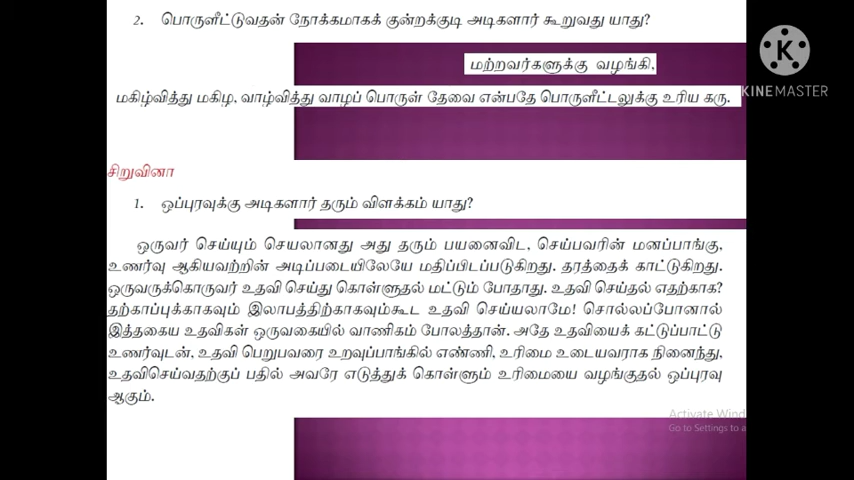 2. பொருளீட்டுவதன் நோக்கமாகக் குன்றக்குடி அடிகளார் கூறுவது யாது?
மற்றவர்களுக்கு வழங்கி,
மகிழ்வித்து மகிழ, வாழ்வித்து வாழப் பொருள் தேவை என்பதே பொருளீட்டலுக்கு உரிய கரு.
K
KINEMASTER
சிறுவினா
1. ஒப்புரவுக்கு அடிகளார் தரும் விளக்கம் யாது?
ஒருவர் செய்யும் செயலானது அது தரும் பயனைவிட, செய்பவரின் மனப்பாங்கு,
உணர்வு ஆகியவற்றின் அடிப்படையிலேயே மதிப்பிடப்படுகிறது. தரத்தைக் காட்டுகிறது.
ஒருவருக்கொருவர் உதவி செய்து கொள்ளுதல் மட்டும் போதாது. உதவி செய்தல் எதற்காக?
தற்காப்புக்காகவும் இலாபத்திற்காகவும்கூட உதவி செய்யலாமே! சொல்லப்போனால்
இத்தகைய உதவிகள் ஒருவகையில் வாணிகம் போலத்தான். அதே உதவியைக் கட்டுப்பாட்டு
உணர்வுடன், உதவி பெறுபவரை உறவுப்பாங்கில் எண்ணி, உரிமை உடையவராக நினைந்து,
உதவிசெய்வதற்குப் பதில் அவரே எடுத்துக் கொள்ளும் உரிமையை வழங்குதல் ஒப்புரவு
ஆகும்.
Activate Wind
Go to Settings to a